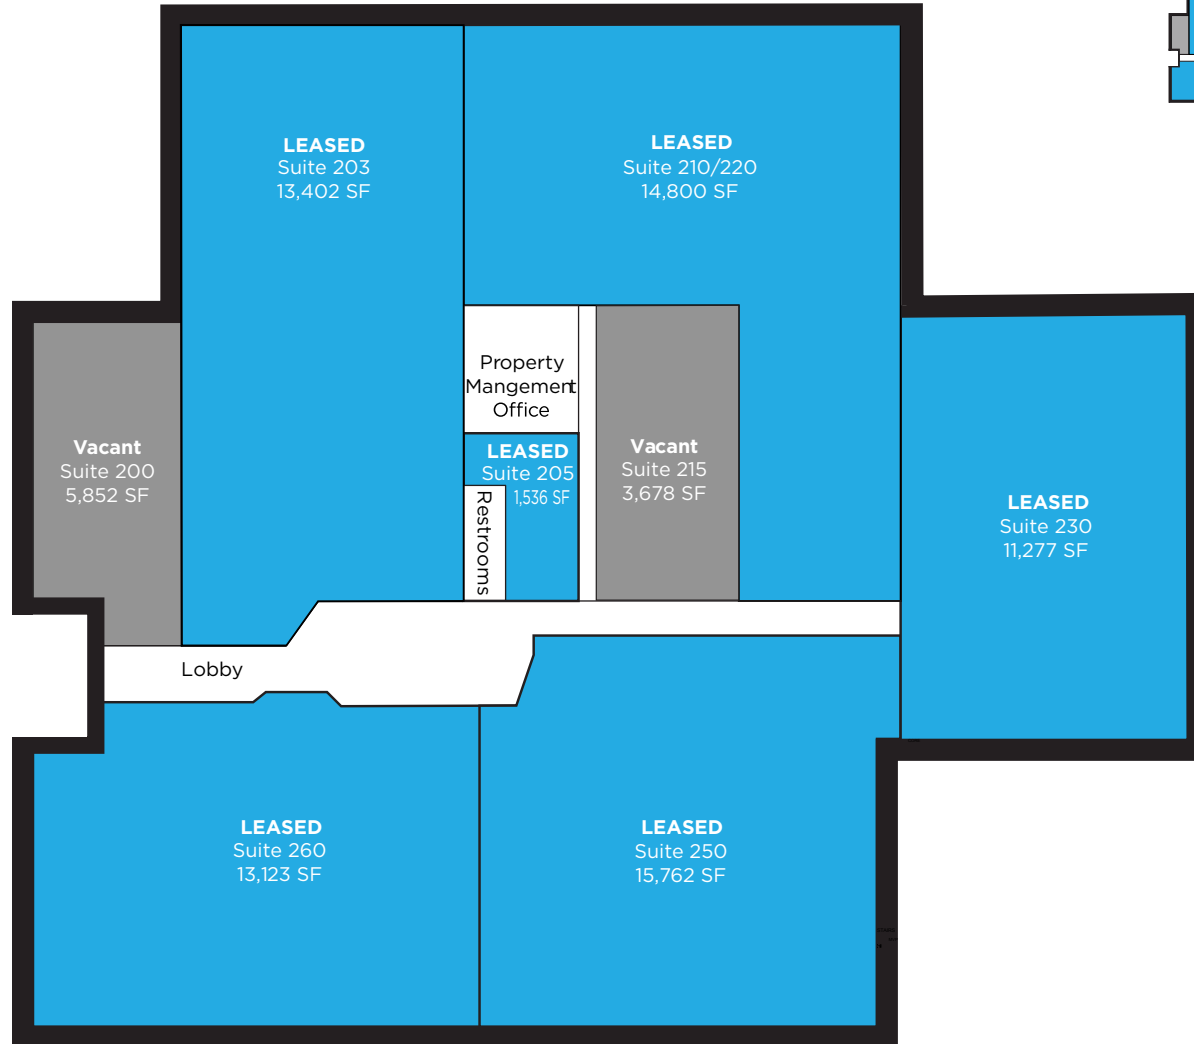 LEASED
Suite 203
13,402 SF
LEASED
Suite 210/220
14,800 SF
Property
Mangement
Office
Vacant
Suite 200
5,852 SF
LEASED
Suite 205
1,536 SF
Restrooms
Vacant
Suite 215
3,678 SF
LEASED
Suite 230
11,277 SF
Lobby
LEASED
Suite 260
13,123 SF
LEASED
Suite 250
15,762 SF